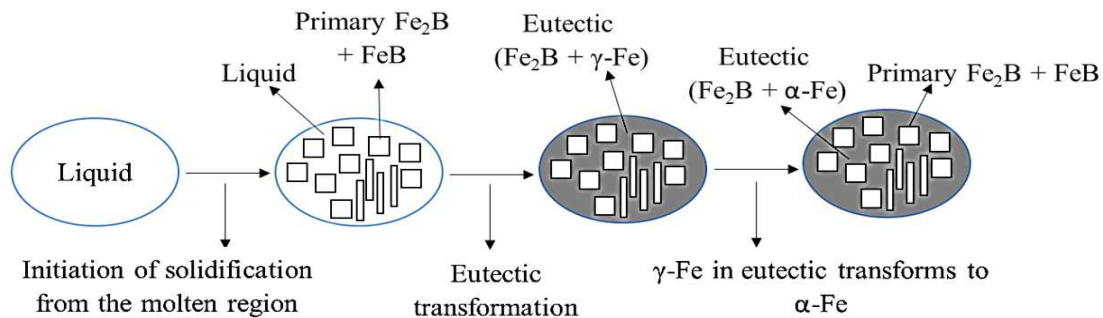 Liquid
Initiation of solidification
from the molten region
Liquid
Primary Fe₂B
+ FeB
Eutectic
transformation
Eutectic
(Fe₂B + γ-Fe)
γ-Fe in eutectic transforms to
α-Fe
Eutectic
(Fe₂B + α-Fe)
Primary Fe₂B + FeB